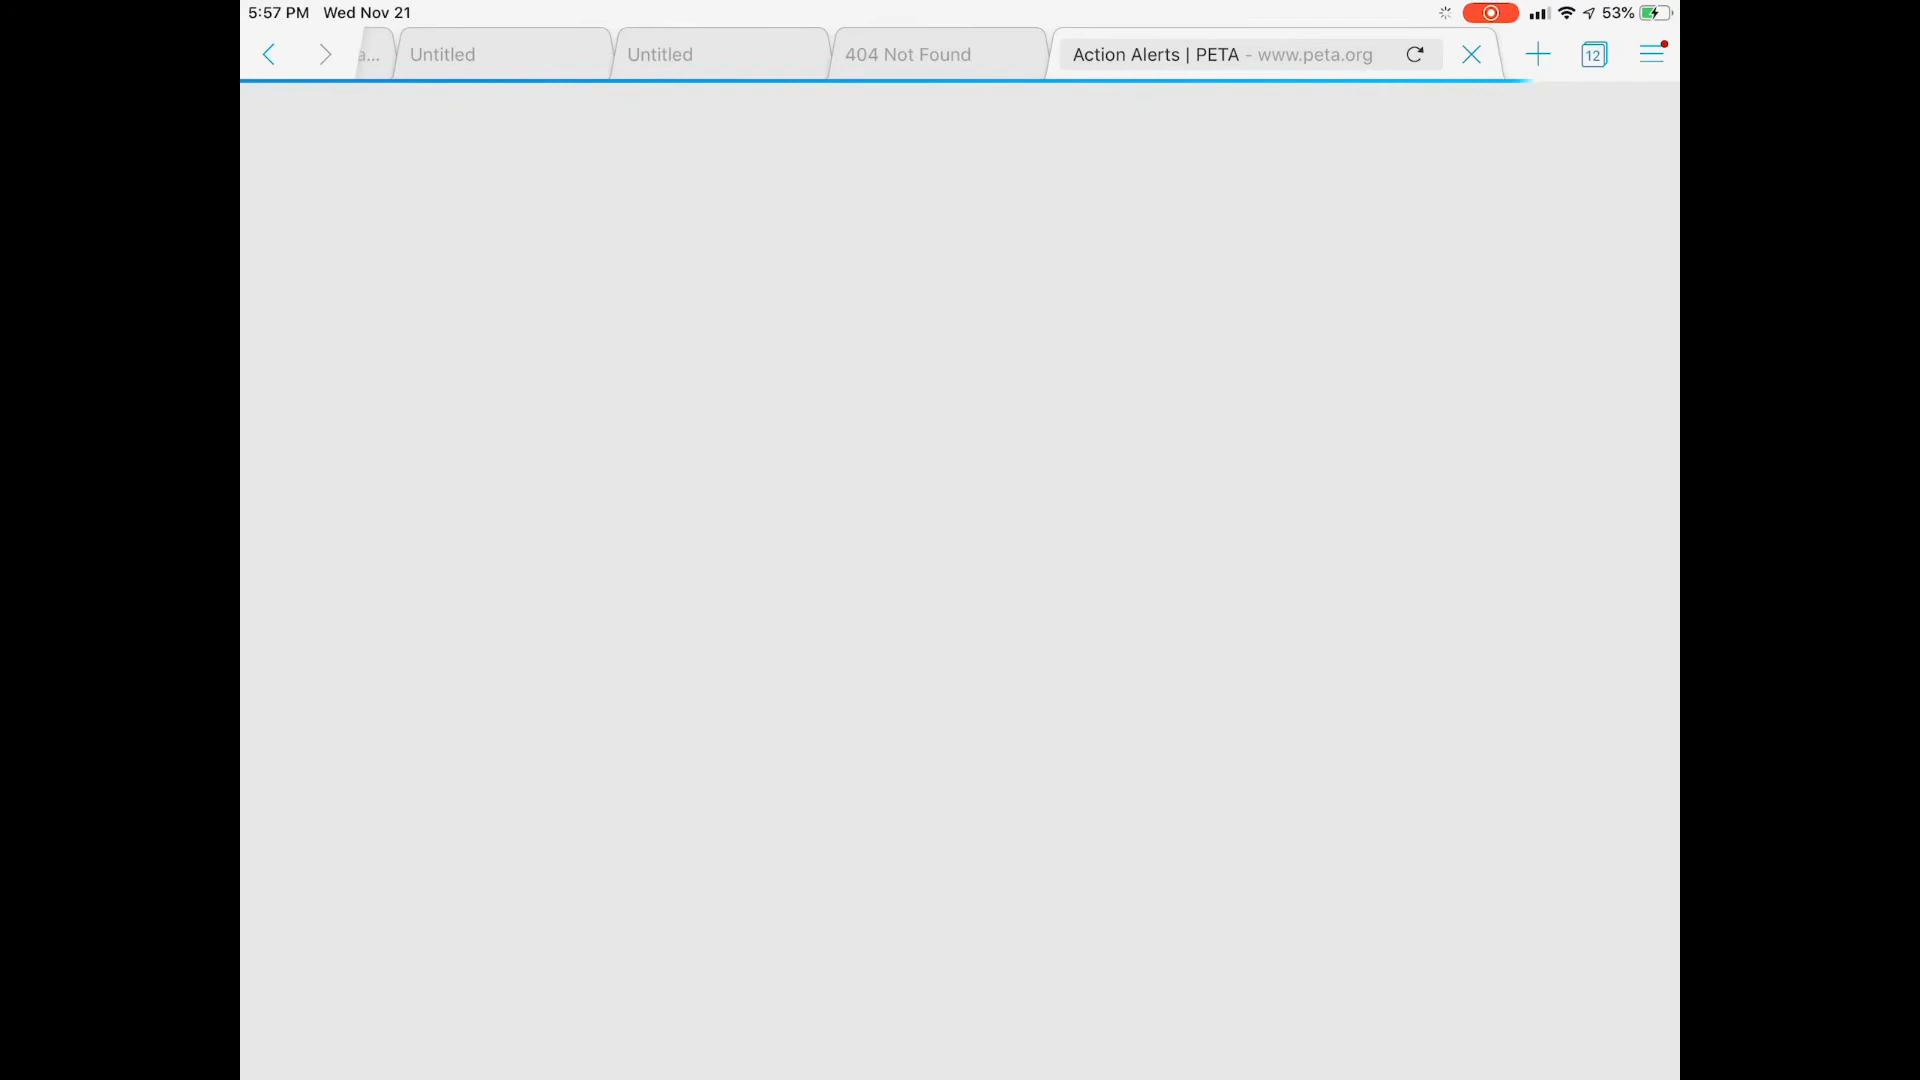 5:57 PM Wed Nov 21 53%
a... Untitled Untitled 404 Not Found Action Alerts | PETA - www.peta.org 12